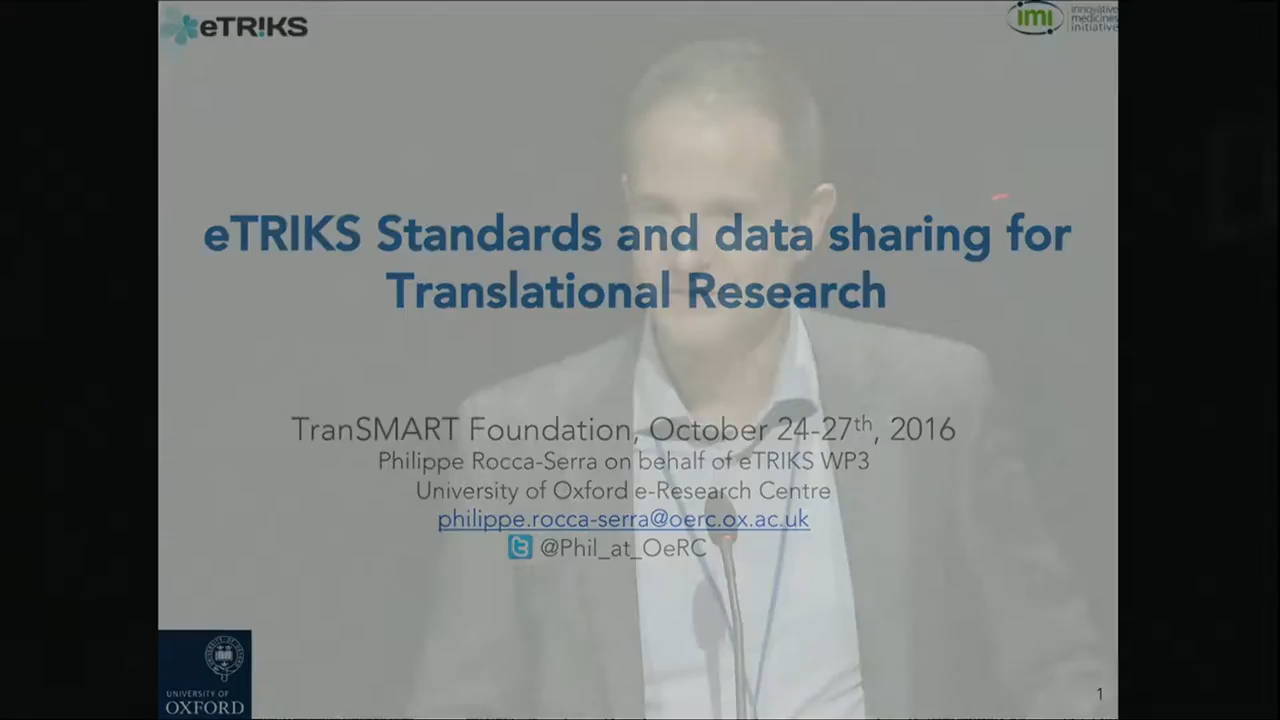 eTR!KS
imi
innovative
medicines
initiative
eTRIKS Standards and data sharing for
Translational Research
TranSMART Foundation, October 24-27th, 2016
Philippe Rocca-Serra on behalf of eTRIKS WP3
University of Oxford e-Research Centre
philippe.rocca-serra@oerc.ox.ac.uk
@Phil_at_OeRC
UNIVERSITY OF
OXFORD
1